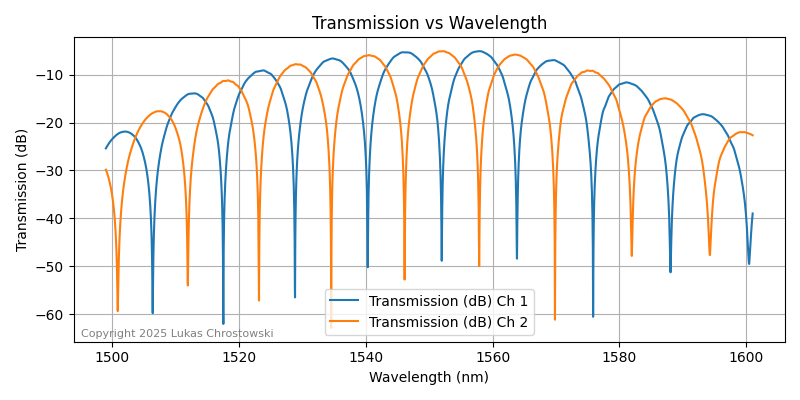 Transmission vs Wavelength
Transmission (dB)
−10
−20
−30
−40
−50
−60
Transmission (dB) Ch 1
Transmission (dB) Ch 2
Copyright 2025 Lukas Chrostowski
1500 1520 1540 1560 1580 1600
Wavelength (nm)